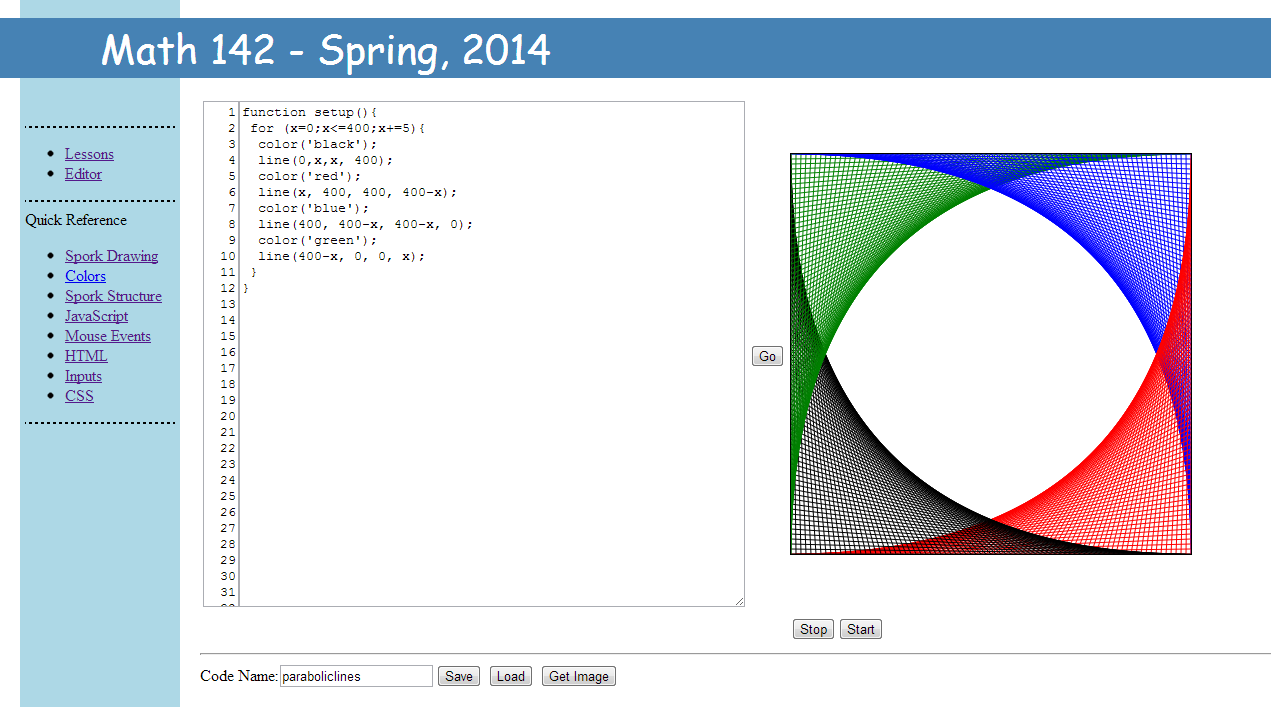 Math 142 - Spring, 2014
Lessons
Editor
Quick Reference
Spork Drawing
Colors
Spork Structure
JavaScript
Mouse Events
HTML
Inputs
CSS
1 function setup(){
2 for (x=0;x<=400;x+=5){
3 color('black');
4 line(0,x,x, 400);
5 color('red');
6 line(x, 400, 400, 400-x);
7 color('blue');
8 line(400, 400-x, 400-x, 0);
9 color('green');
10 line(400-x, 0, 0, x);
11 }
12 }
13
14
15
16
17
18
19
20
21
22
23
24
25
26
27
28
29
30
31
Go
Stop Start
Code Name: paraboliclines Save Load Get Image